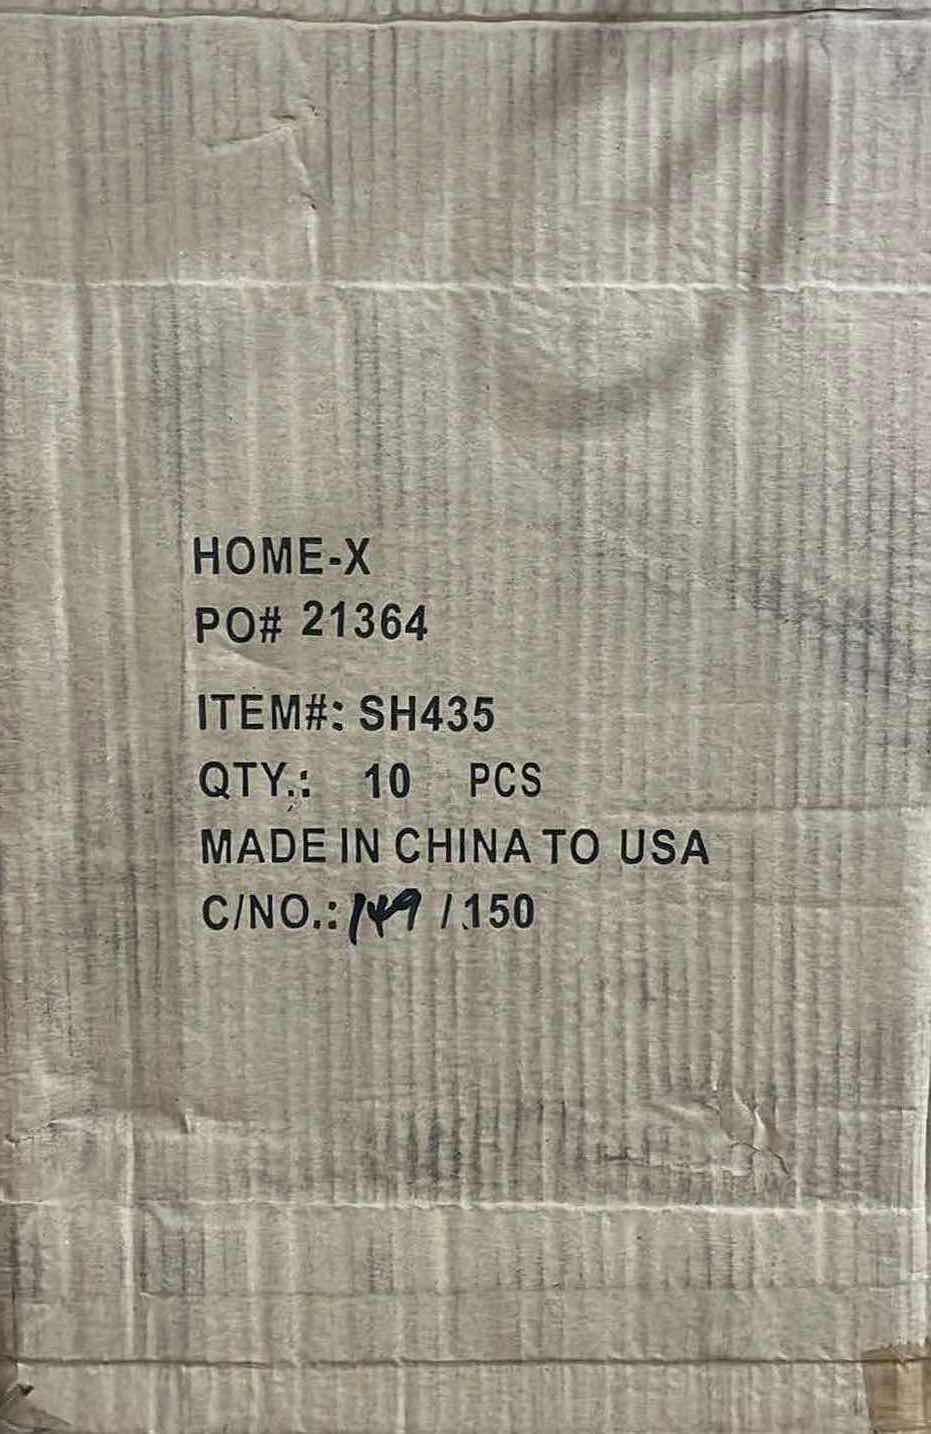 HOME-X
PO# 21364
ITEM#: SH435
QTY.: 10 PCS
MADE IN CHINA TO USA
C/NO.: 149 / 150